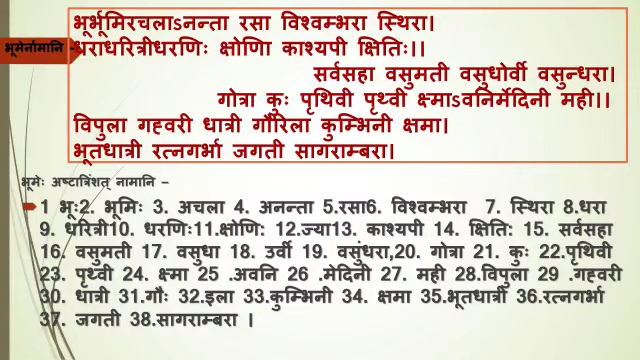 भूर्भूमिरचलाऽनन्ता रसा विश्वम्भरा स्थिरा।
भूमेर्नामानि -
धराधरित्रीधरणिः क्षोणिा काश्यपी क्षितिः।।
सर्वसहा वसुमती वसुधोर्वी वसुन्धरा।
गोत्रा कुः पृथिवी पृथ्वी क्ष्माऽवनिर्मेदिनी मही।।
विपुला गह्वरी धात्री गौरिला कुम्भिनी क्षमा।
भूतधात्री रत्नगर्भा जगती सागराम्बरा।
भूमेः अष्टात्रिंशत् नामानि –
1 भूः2. भूमिः 3. अचला 4. अनन्ता 5.रसा6. विश्वम्भरा 7. स्थिरा 8.धरा
9. धरित्री10. धरणिः11.क्षोणि: 12.ज्या13. काश्यपी 14. क्षिति: 15. सर्वसहा
16. वसुमती 17. वसुधा 18. उर्वी 19. वसुंधरा,20. गोत्रा 21. कुः 22.पृथिवी
23. पृथ्वी 24. क्ष्मा 25 .अवनि 26 .मेदिनी 27. मही 28.विपुला 29 .गह्वरी
30. धात्री 31.गौः 32.इला 33.कुम्भिनी 34. क्षमा 35.भूतधात्री 36.रत्नगर्भा
37. जगती 38.सागराम्बरा ।